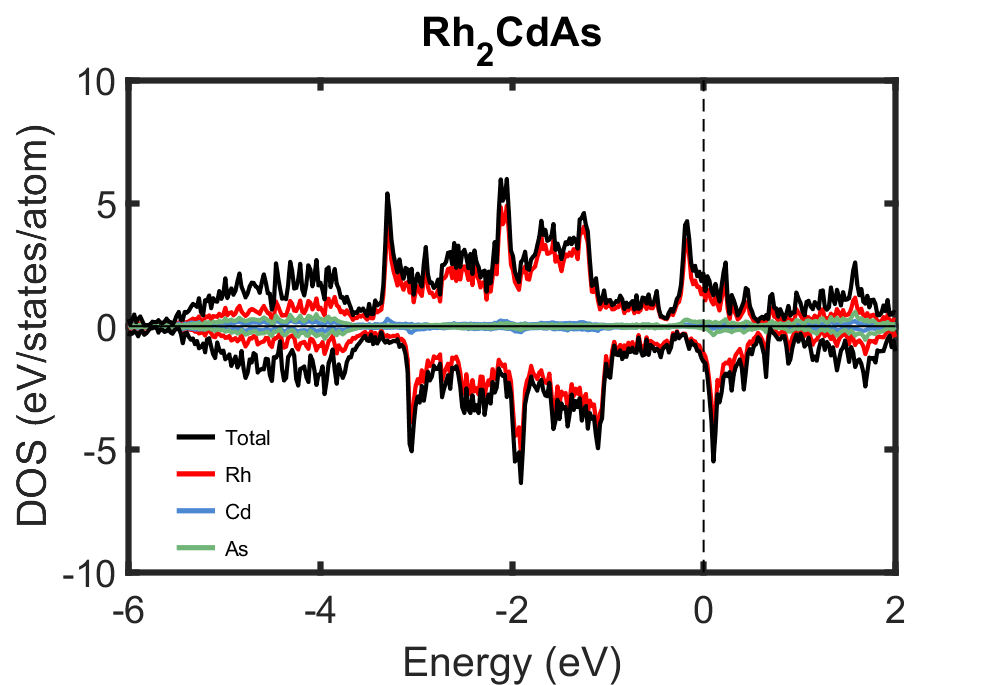 Rh₂CdAs
DOS (eV/states/atom)
10
5
0
-5
-10
Total
Rh
Cd
As
-6 -4 -2 0 2
Energy (eV)